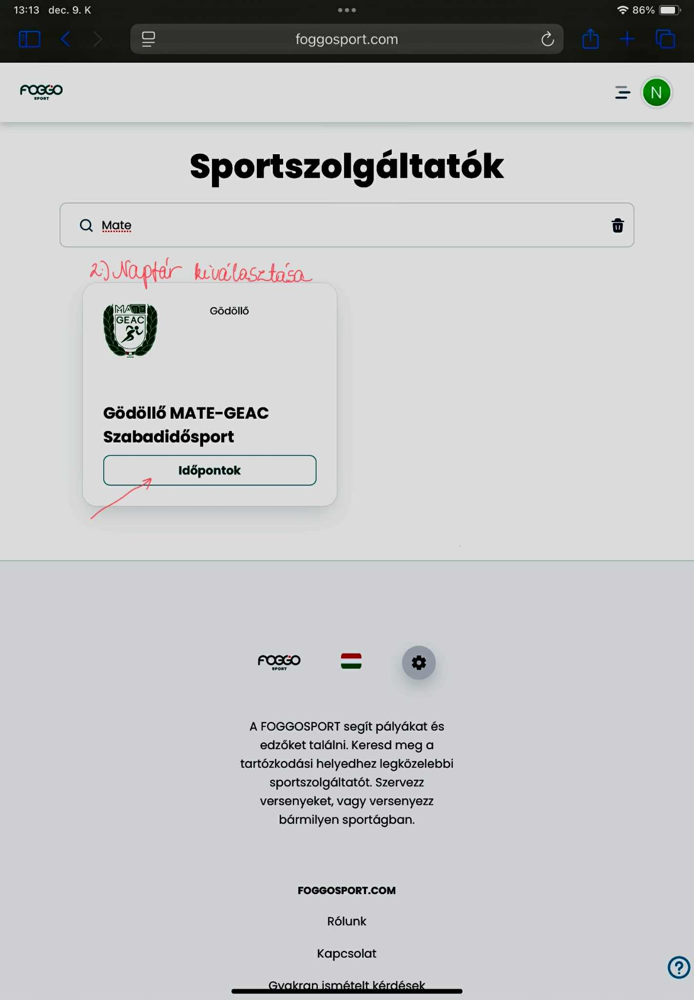 13:13 dec. 9. K
86%
foggosport.com
FOGGO
SPORT
N
Sportszolgáltatók
Mate
2.) Naptár kiválasztása
MATE
GEAC
Gödöllő
Gödöllő MATE-GEAC
Szabadidősport
Időpontok
FOGGO
SPORT
A FOGGOSPORT segít pályákat és
edzőket találni. Keresd meg a
tartózkodási helyedhez legközelebbi
sportszolgáltatót. Szervezz
versenyeket, vagy versenyezz
bármilyen sportágban.
FOGGOSPORT.COM
Rólunk
Kapcsolat
Gyakran ismételt kérdések